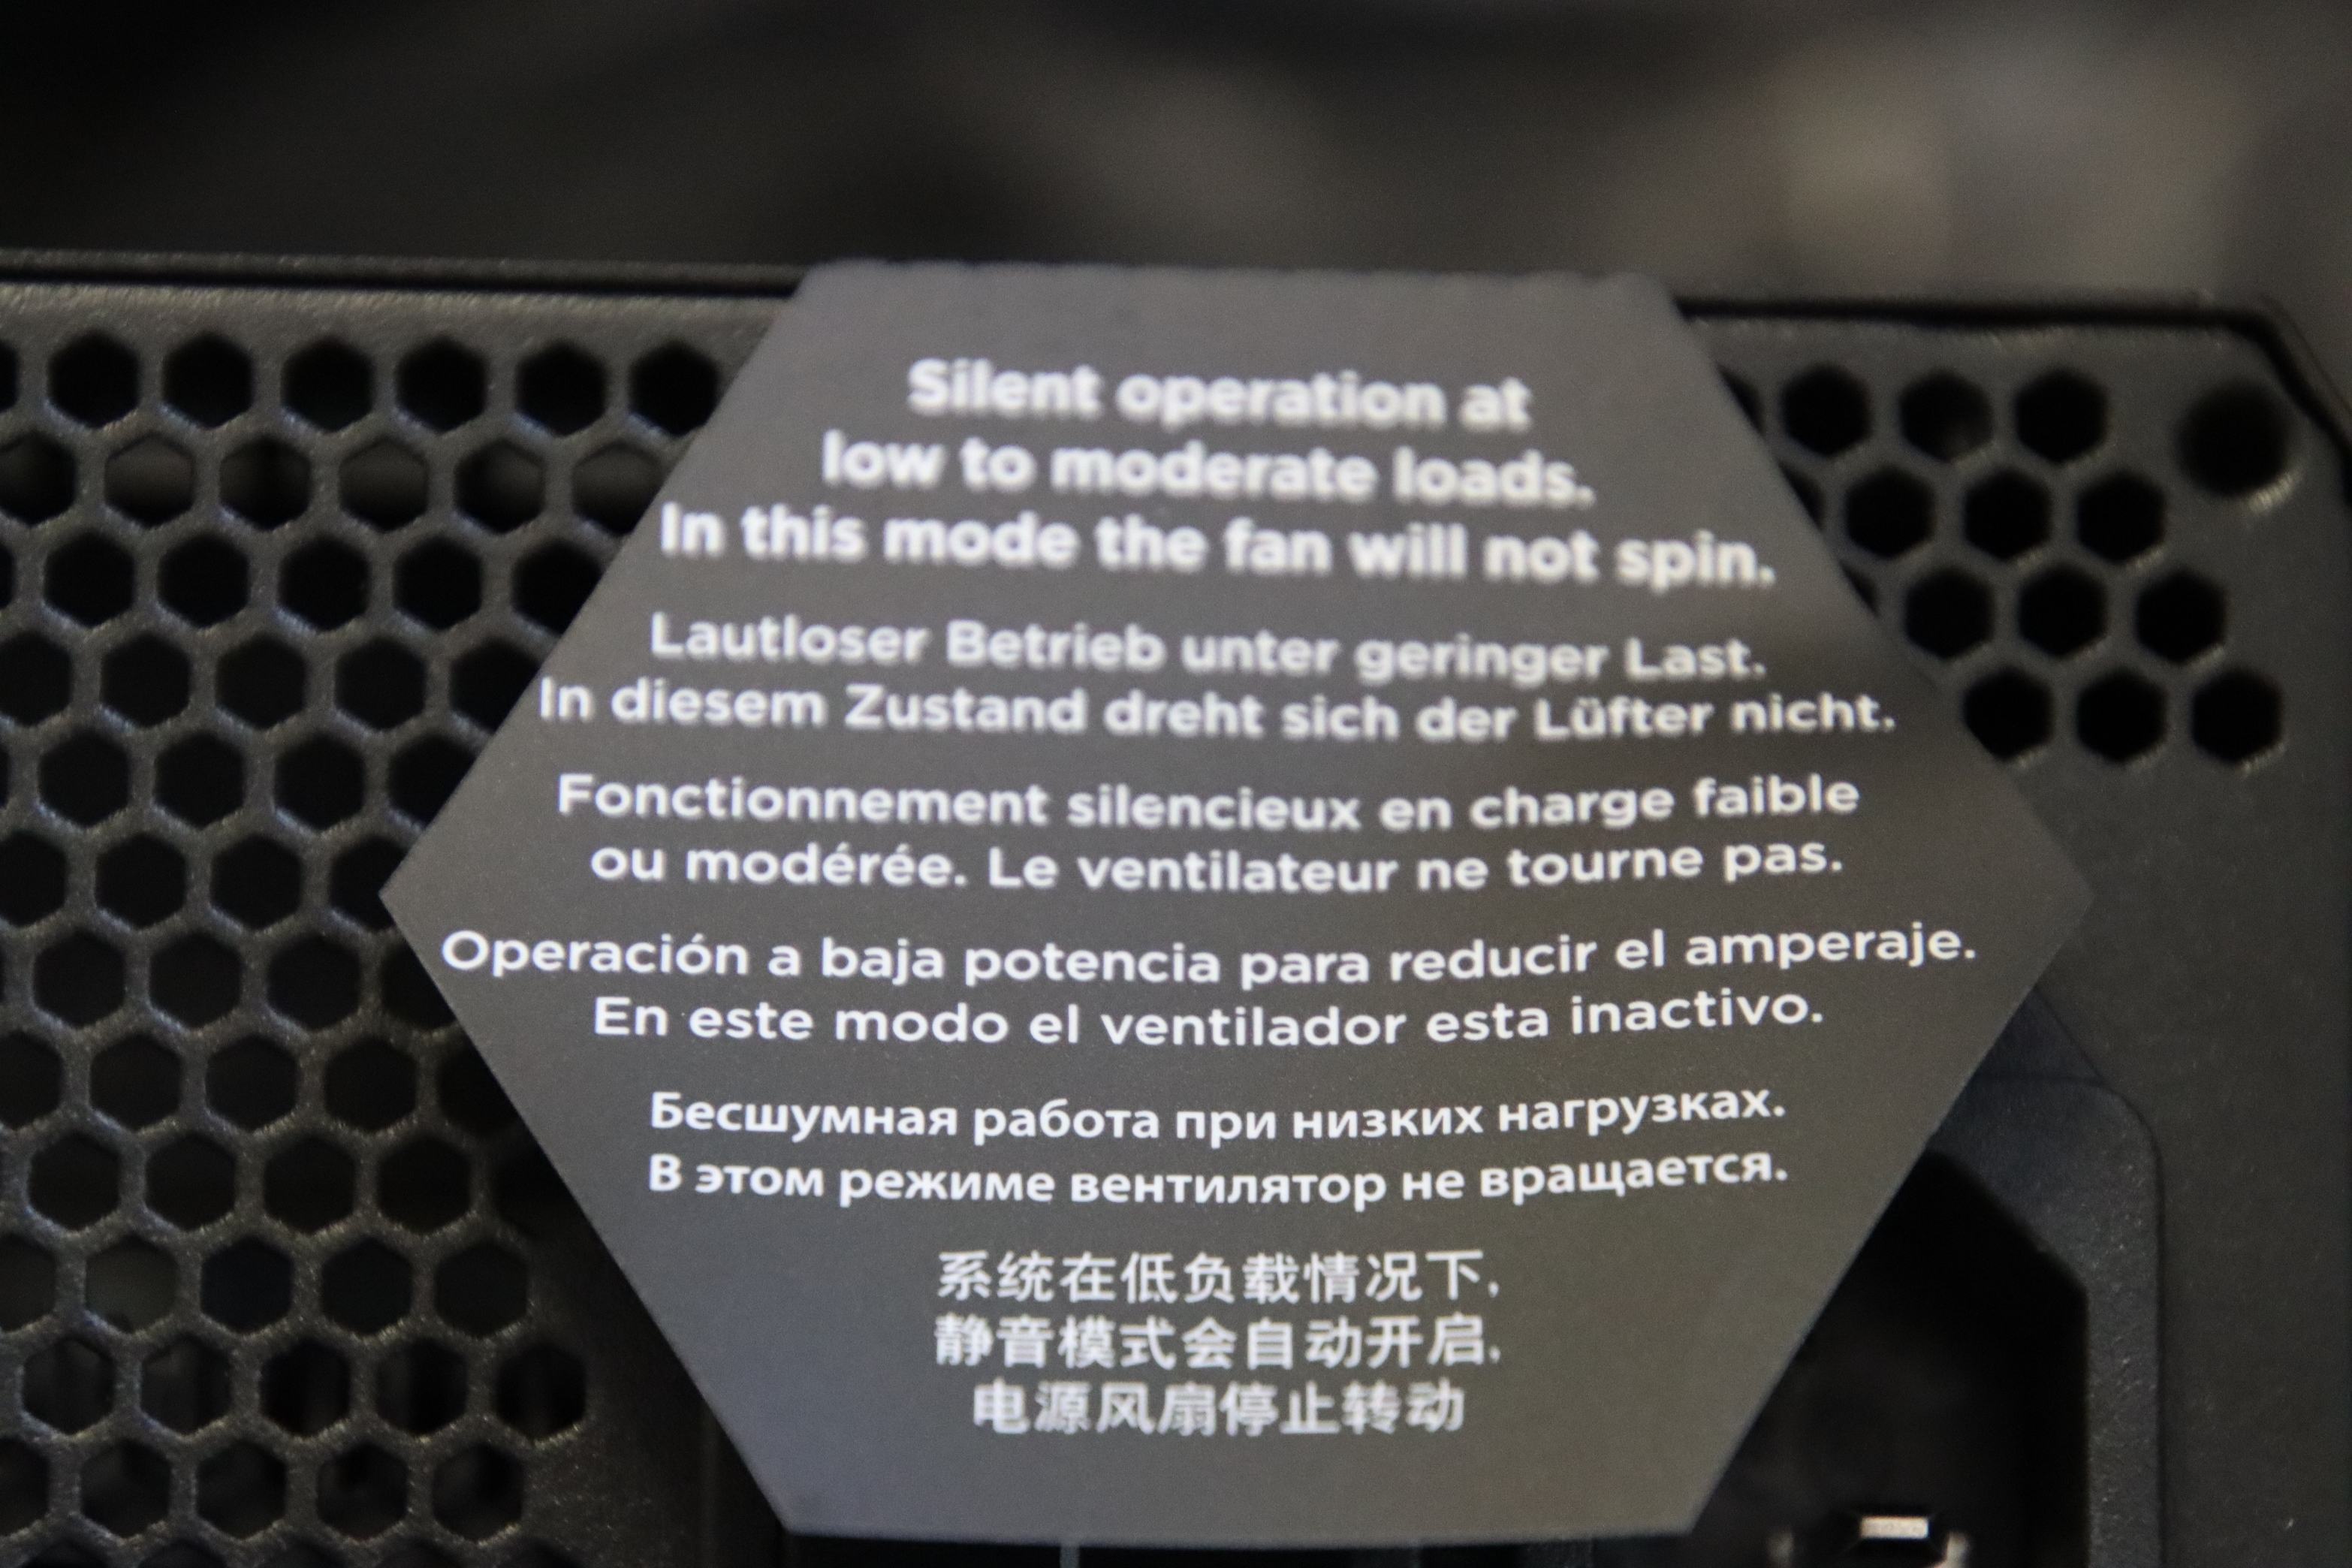 Silent operation at
low to moderate loads.
In this mode the fan will not spin.
Lautloser Betrieb unter geringer Last.
In diesem Zustand dreht sich der Lüfter nicht.
Fonctionnement silencieux en charge faible
ou modérée. Le ventilateur ne tourne pas.
Operación a baja potencia para reducir el amperaje.
En este modo el ventilador esta inactivo.
Бесшумная работа при низких нагрузках.
В этом режиме вентилятор не вращается.
系统在低负载情况下,
静音模式会自动开启,
电源风扇停止转动